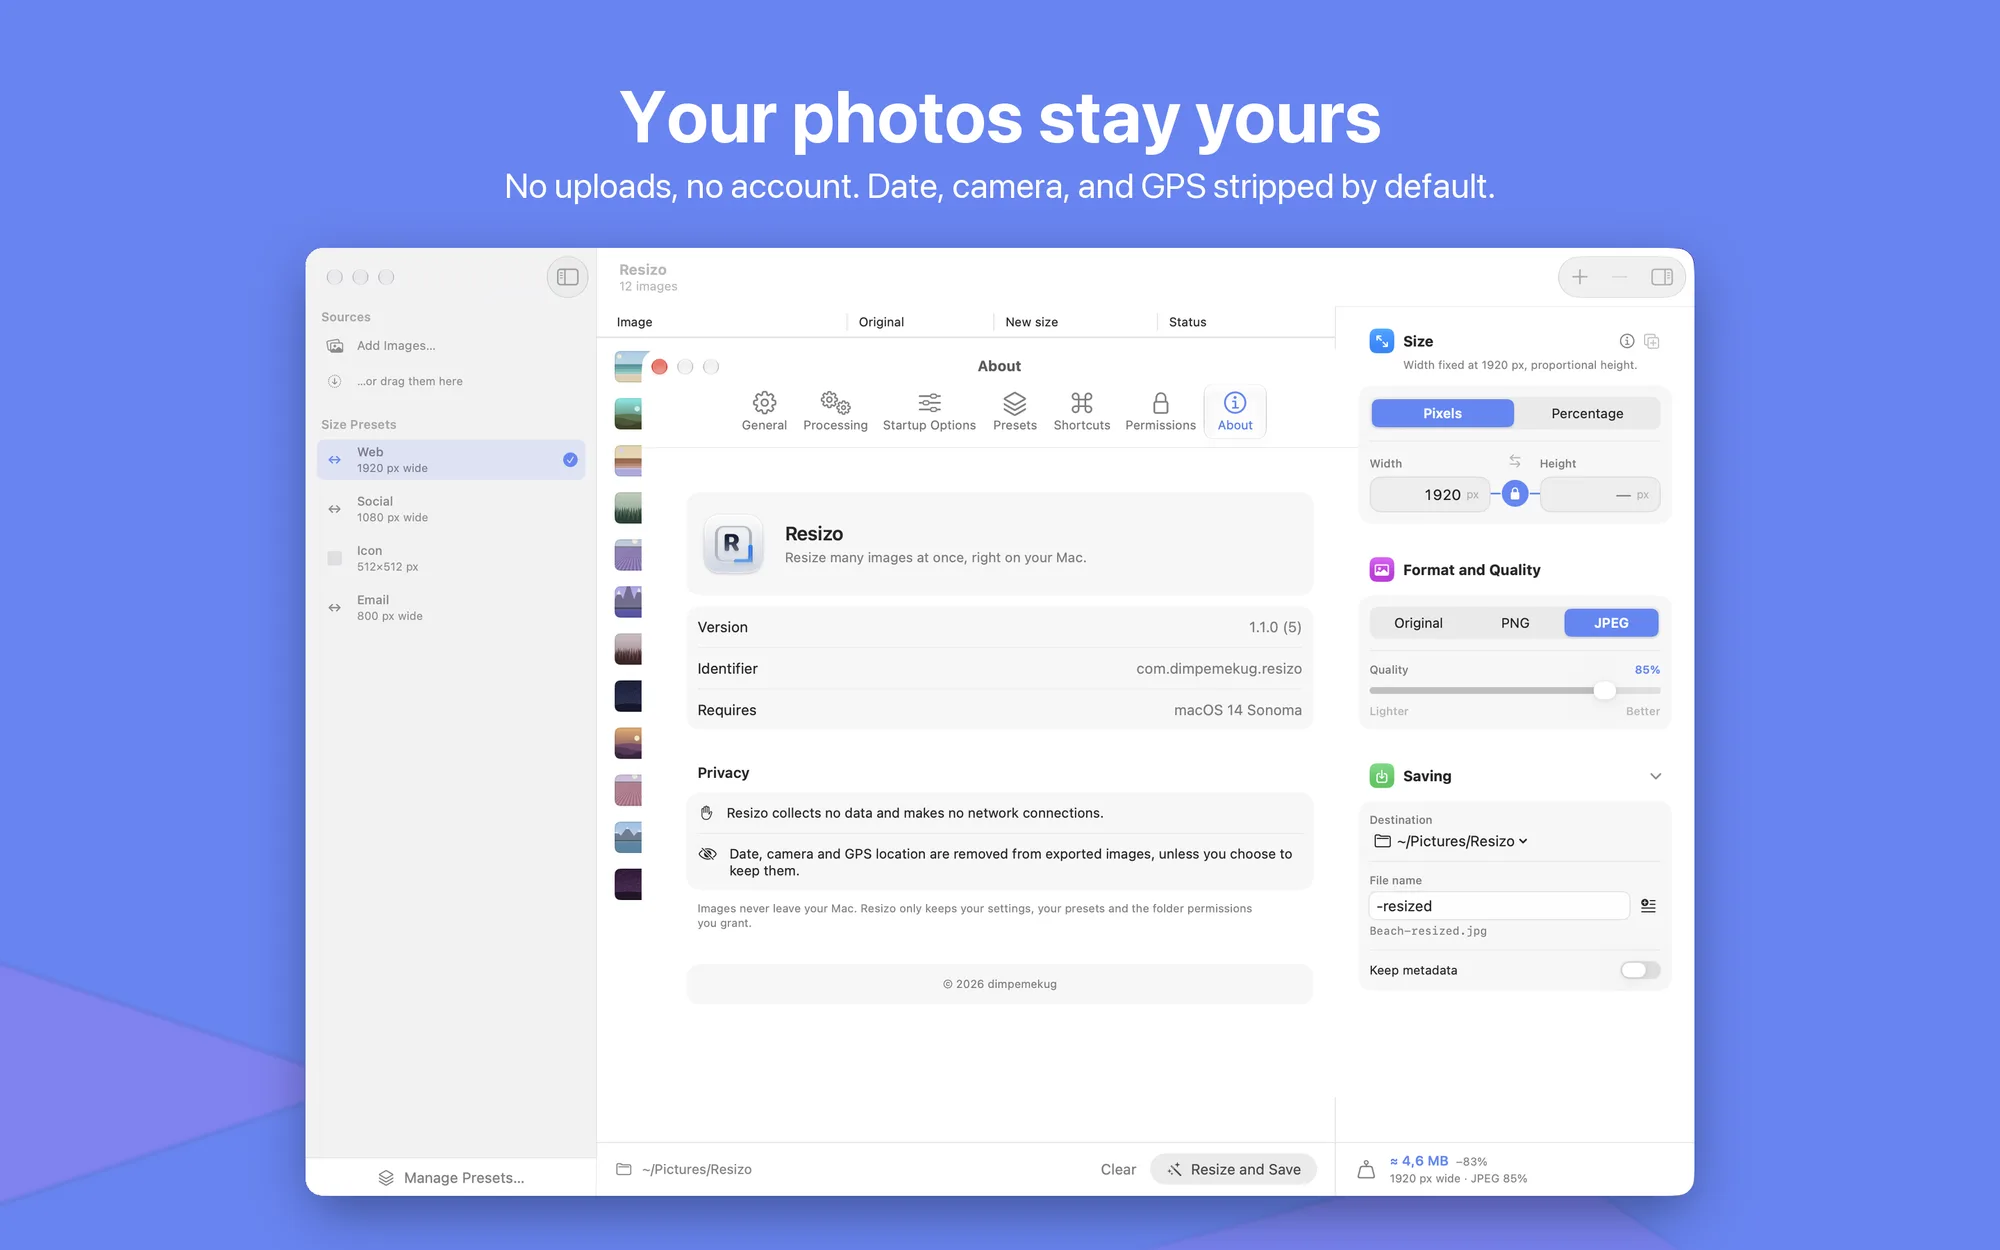 Your photos stay yours
No uploads, no account. Date, camera, and GPS stripped by default.
Sources
Add Images...
...or drag them here
Size Presets
Web
1920 px wide
Social
1080 px wide
Icon
512×512 px
Email
800 px wide
Manage Presets...
Resizo
12 images
Image
Original
New size
Status
About
General
Processing
Startup Options
Presets
Shortcuts
Permissions
About
R
Resizo
Resize many images at once, right on your Mac.
Version
1.1.0 (5)
Identifier
com.dimpemekug.resizo
Requires
macOS 14 Sonoma
Privacy
Resizo collects no data and makes no network connections.
Date, camera and GPS location are removed from exported images, unless you choose to
keep them.
Images never leave your Mac. Resizo only keeps your settings, your presets and the folder permissions
you grant.
© 2026 dimpemekug
~/Pictures/Resizo
Clear
Resize and Save
Size
Width fixed at 1920 px, proportional height.
Pixels
Percentage
Width
Height
1920 px
— px
Format and Quality
Original
PNG
JPEG
Quality
85%
Lighter
Better
Saving
Destination
~/Pictures/Resizo
File name
-resized
Beach-resized.jpg
Keep metadata
≈ 4,6 MB −83%
1920 px wide · JPEG 85%